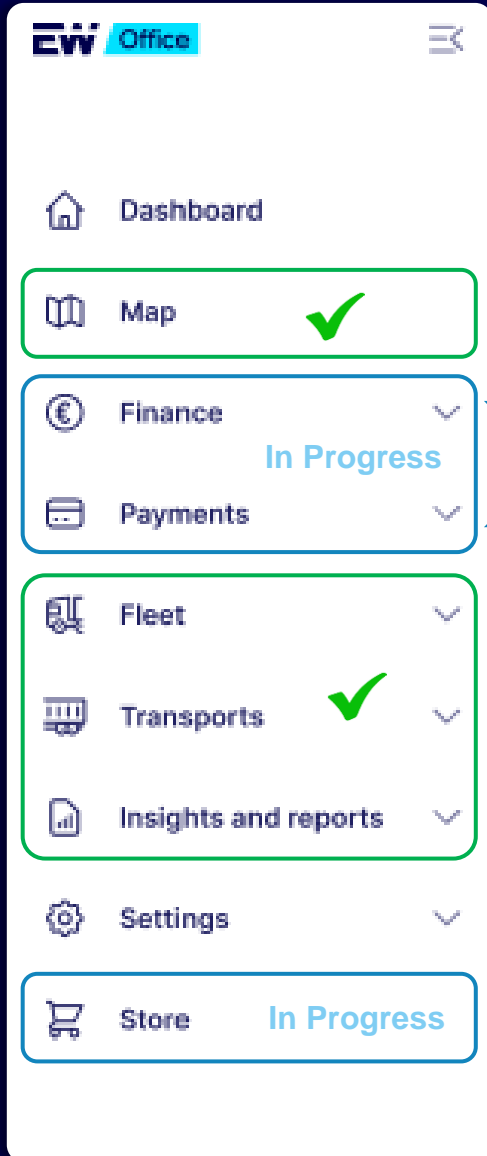 EW Office
Dashboard
Map
Finance
In Progress
Payments
Fleet
Transports
Insights and reports
Settings
Store In Progress